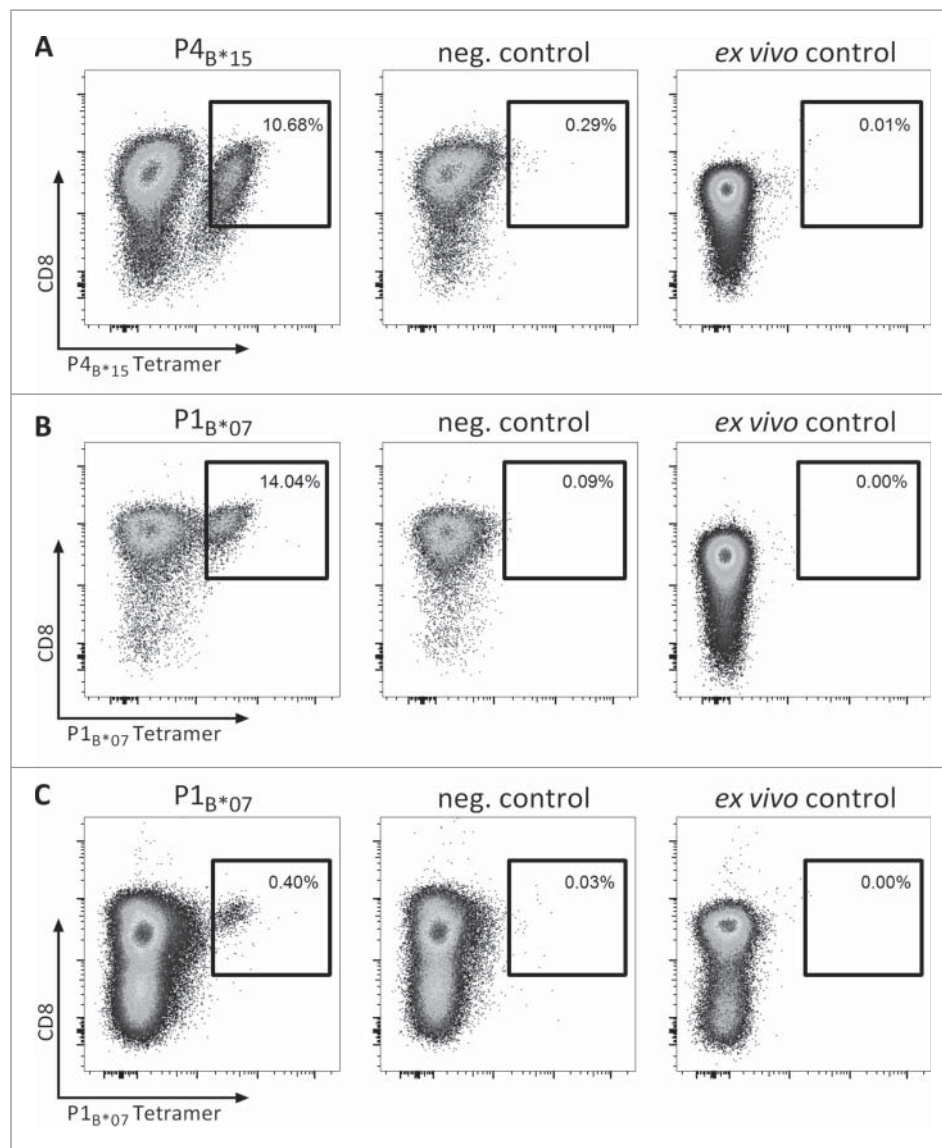 A
P4B*15 neg. control ex vivo control
10.68% 0.29% 0.01%
CD8
P4B*15 Tetramer
B
P1B*07 neg. control ex vivo control
14.04% 0.09% 0.00%
CD8
P1B*07 Tetramer
C
P1B*07 neg. control ex vivo control
0.40% 0.03% 0.00%
CD8
P1B*07 Tetramer